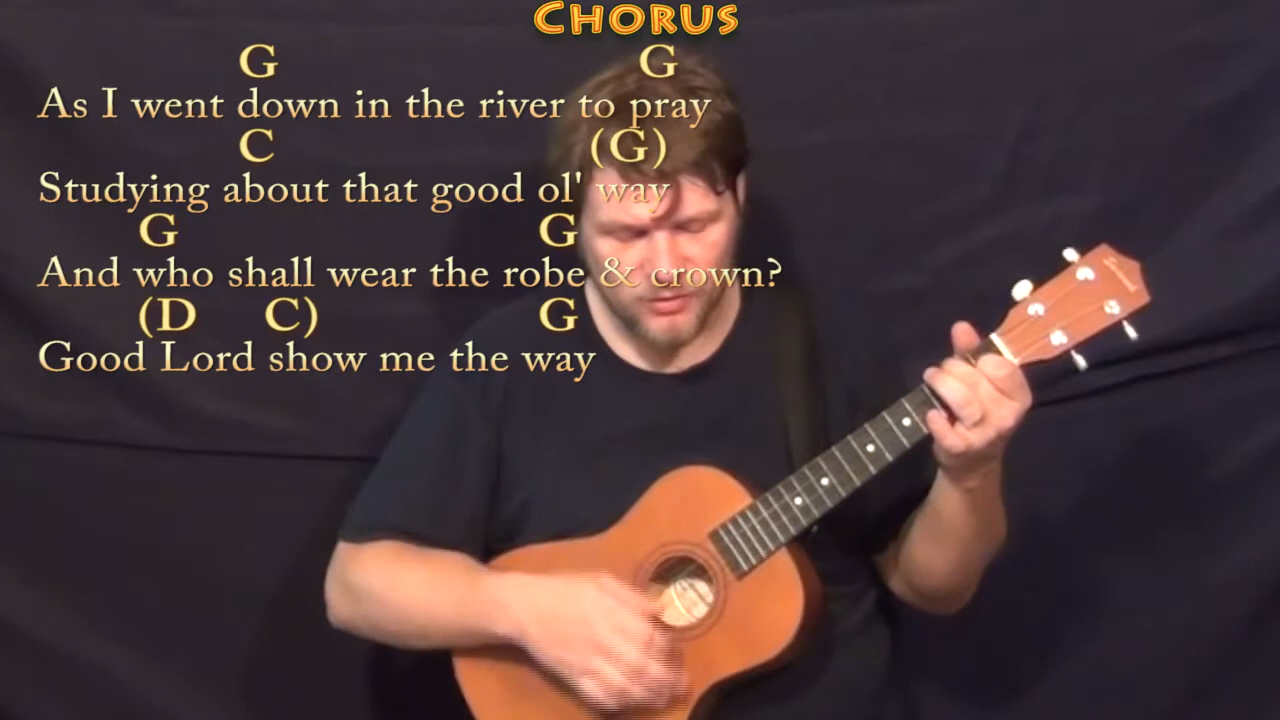 CHORUS
G G
As I went down in the river to pray
C (G)
Studying about that good ol' way
G G
And who shall wear the robe & crown?
(D C) G
Good Lord show me the way